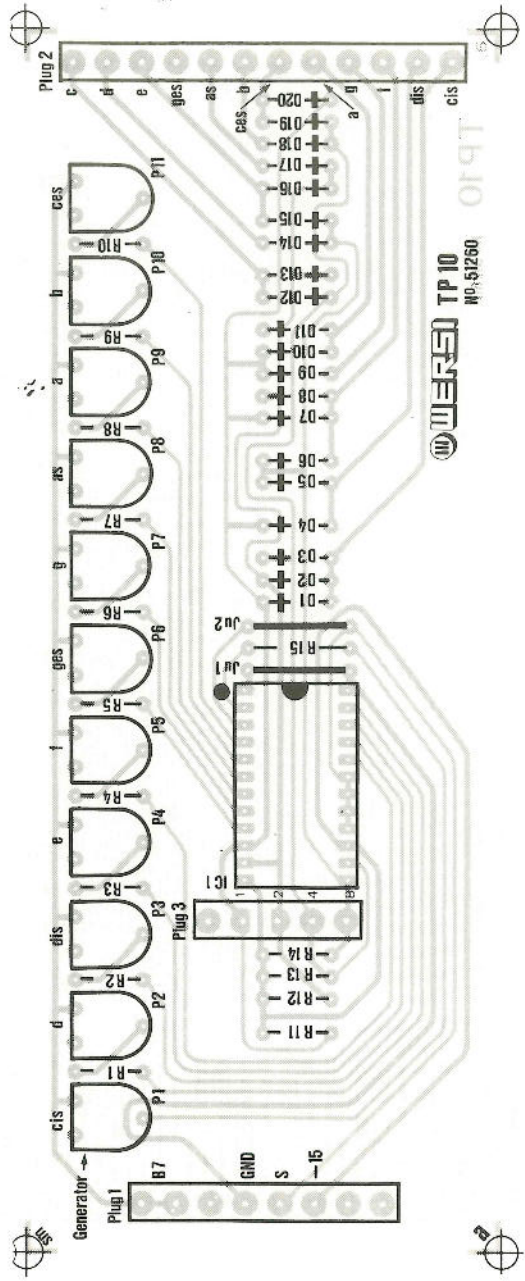 Plug 2
c
d
e
ges
as
b
ces
a
g
f
dis
cis
D20
D19
D18
D17
D16
D15
D14
D13
D12
D11
D10
D9
D8
D7
D6
D5
D4
D3
D2
D1
TP 10
WERSI TP 10
No. 51260
ces
P11
R10
b
P10
R9
a
P9
R8
as
P8
R7
g
P7
R6
ges
P6
R5
f
P5
R4
e
P4
R3
dis
P3
R2
d
P2
R1
cis
P1
Ju2
R15
Ju1
IC1
1
2
4
8
Plug 3
R14
R13
R12
R11
Generator
Plug 1
B7
GND
S
-15
sm